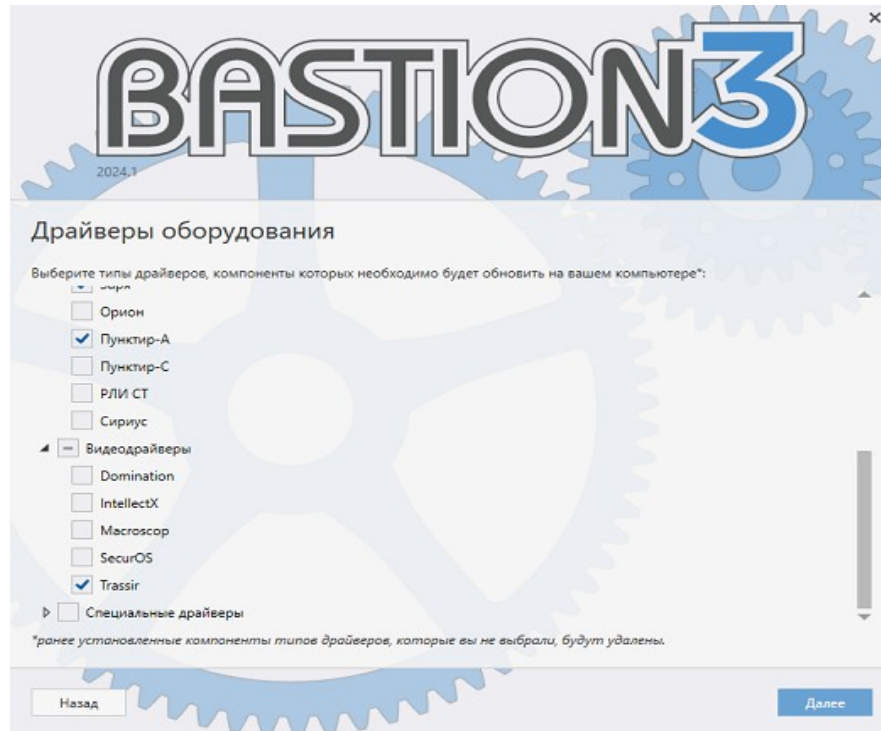 BASTION3
2024.1
Драйверы оборудования
Выберите типы драйверов, компоненты которых необходимо будет обновить на вашем компьютере*:
Заря
Орион
Пунктир-А
Пунктир-С
РЛИ СТ
Сириус
Видеодрайверы
Domination
IntellectX
Macroscop
SecurOS
Trassir
Специальные драйверы
*ранее установленные компоненты типов драйверов, которые вы не выбрали, будут удалены.
Назад
Далее